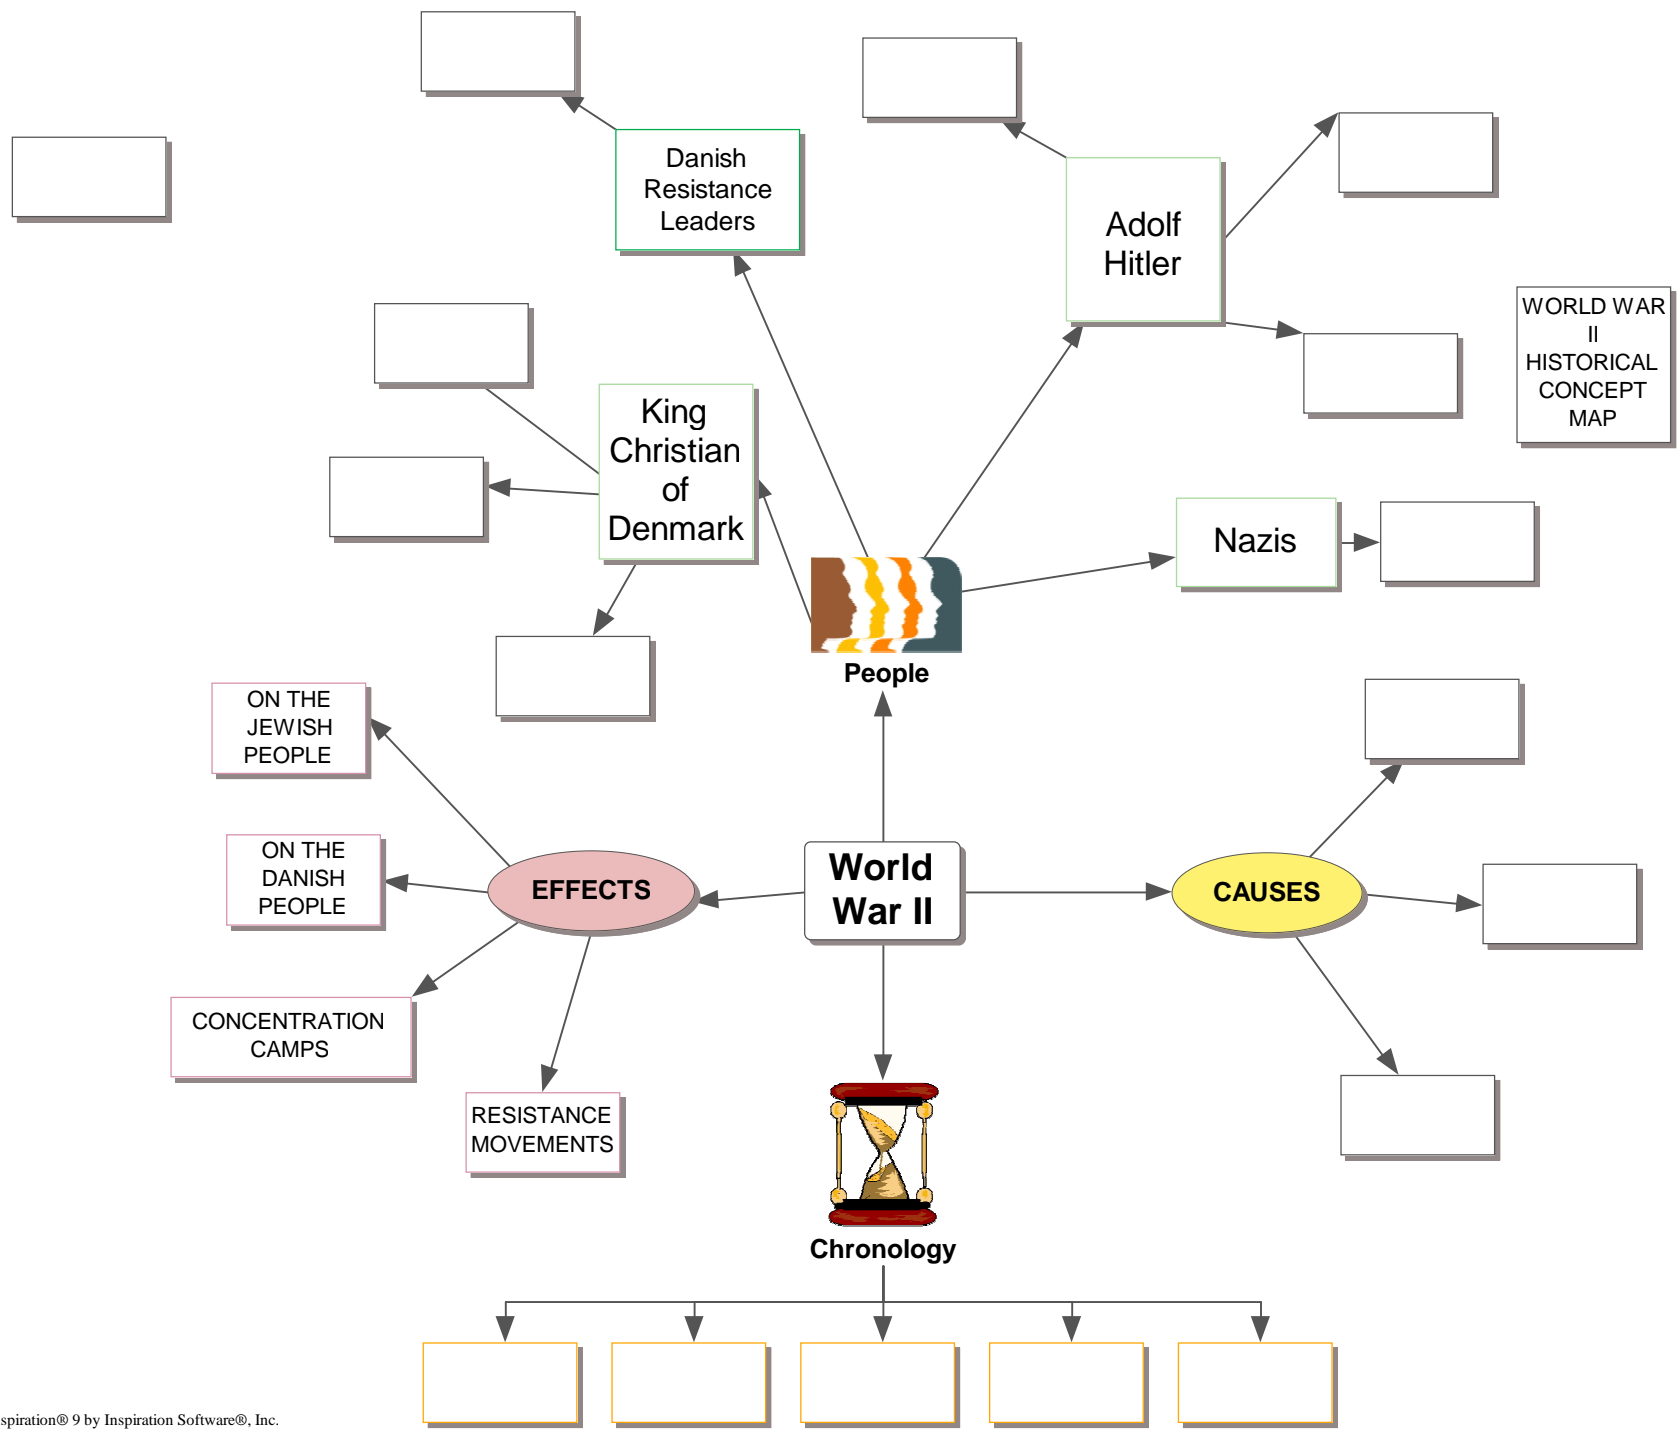 Danish
Resistance
Leaders
Adolf
Hitler
WORLD WAR
II
HISTORICAL
CONCEPT
MAP
King
Christian
of
Denmark
Nazis
People
ON THE
JEWISH
PEOPLE
ON THE
DANISH
PEOPLE
EFFECTS
World
War II
CAUSES
CONCENTRATION
CAMPS
RESISTANCE
MOVEMENTS
Chronology
spiration® 9 by Inspiration Software®, Inc.